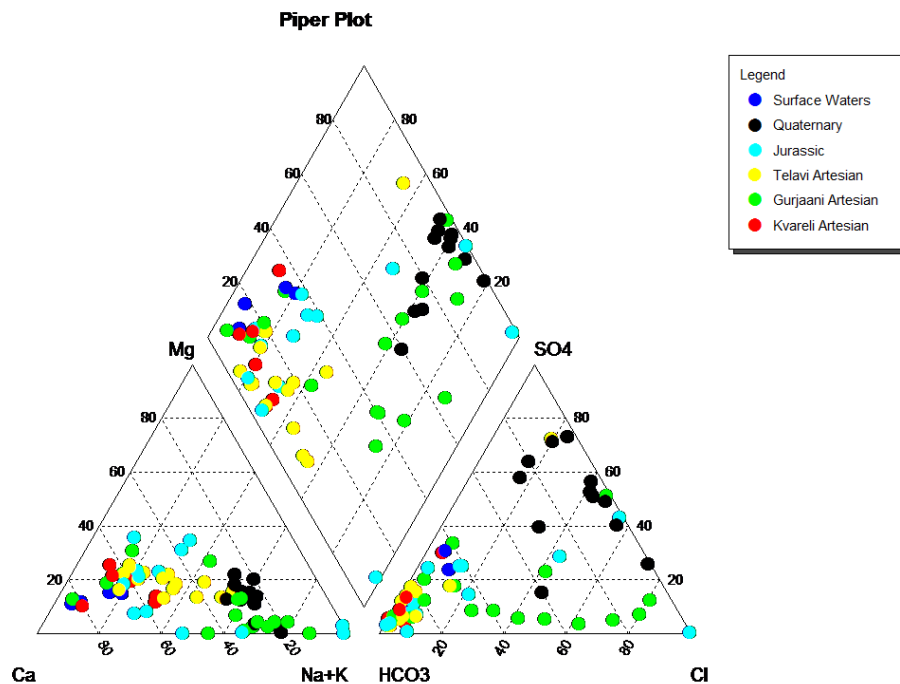 Piper Plot
Legend
Surface Waters
Quaternary
Jurassic
Telavi Artesian
Gurjaani Artesian
Kvareli Artesian
80 80
60 60
40 40
20 20
Mg SO4
80 80
60 60
40 40
20 20
80 60 40 20 20 40 60 80
Ca Na+K HCO3 Cl